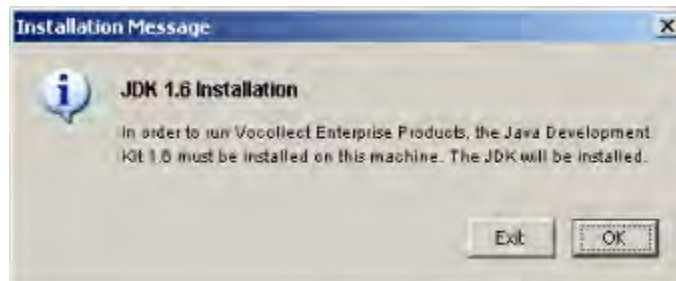 Installation Message
JDK 1.6 Installation
In order to run Vocollect Enterprise Products, the Java Development
Kit 1.6 must be installed on this machine. The JDK will be installed.
Exit
OK